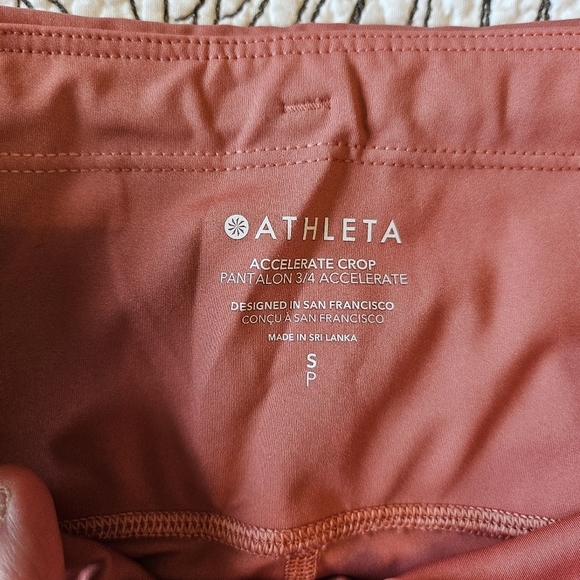 ATHLETA
ACCELERATE CROP
PANTALON 3/4 ACCELERATE
DESIGNED IN SAN FRANCISCO
CONÇU À SAN FRANCISCO
MADE IN SRI LANKA
S
P